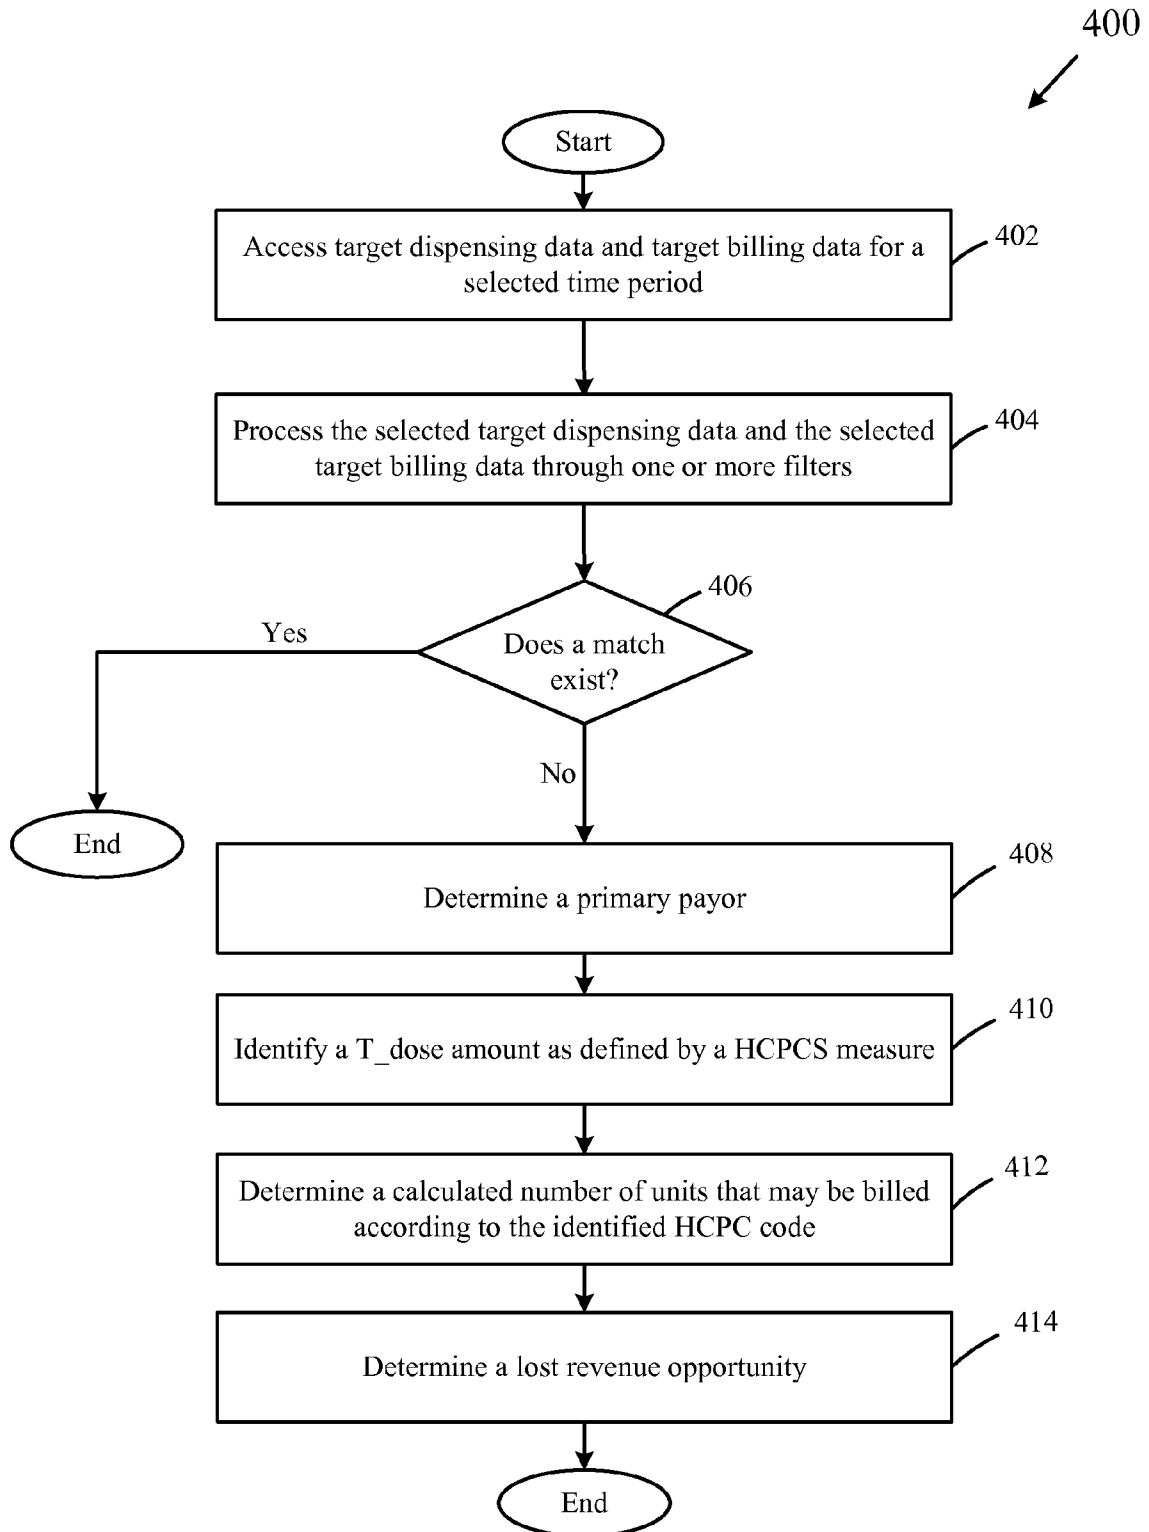 400
Start
Access target dispensing data and target billing data for a
selected time period
402
Process the selected target dispensing data and the selected
target billing data through one or more filters
404
406
Does a match
exist?
Yes
No
End
Determine a primary payor
408
Identify a T_dose amount as defined by a HCPCS measure
410
Determine a calculated number of units that may be billed
according to the identified HCPC code
412
Determine a lost revenue opportunity
414
End